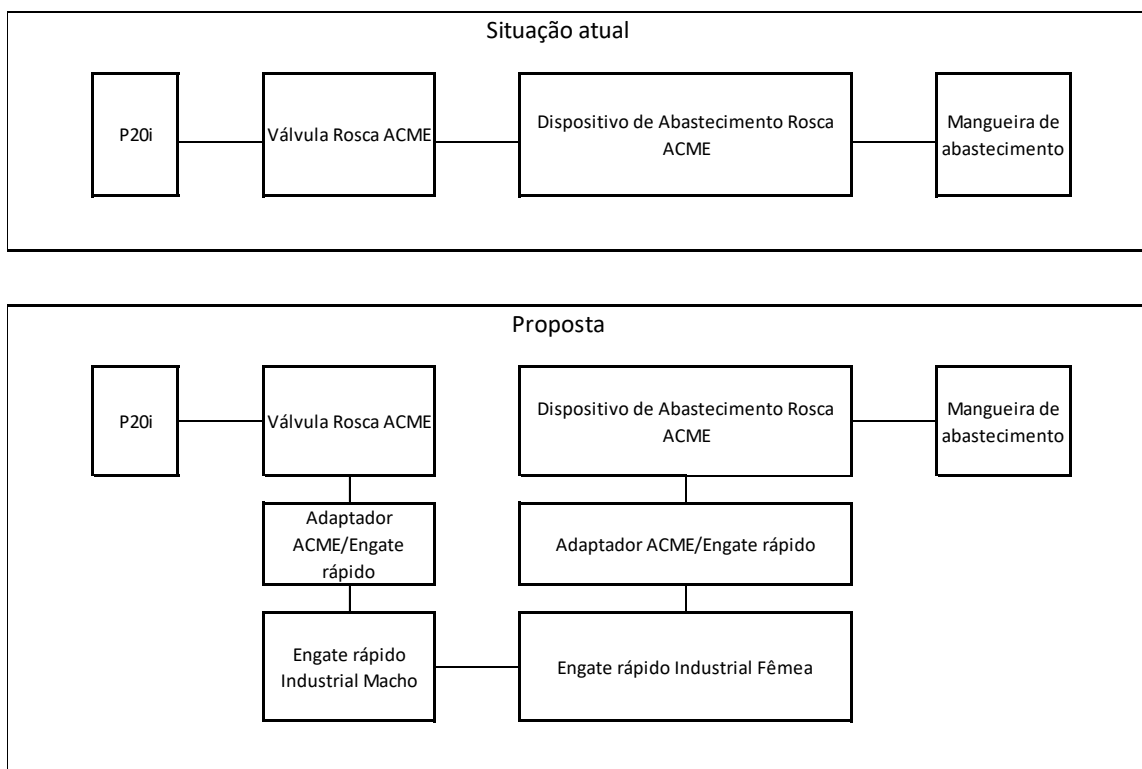 Situação atual
P20i
Válvula Rosca ACME
Dispositivo de Abastecimento Rosca
ACME
Mangueira de
abastecimento
Proposta
P20i
Válvula Rosca ACME
Dispositivo de Abastecimento Rosca
ACME
Mangueira de
abastecimento
Adaptador
ACME/Engate
rápido
Adaptador ACME/Engate rápido
Engate rápido
Industrial Macho
Engate rápido Industrial Fêmea